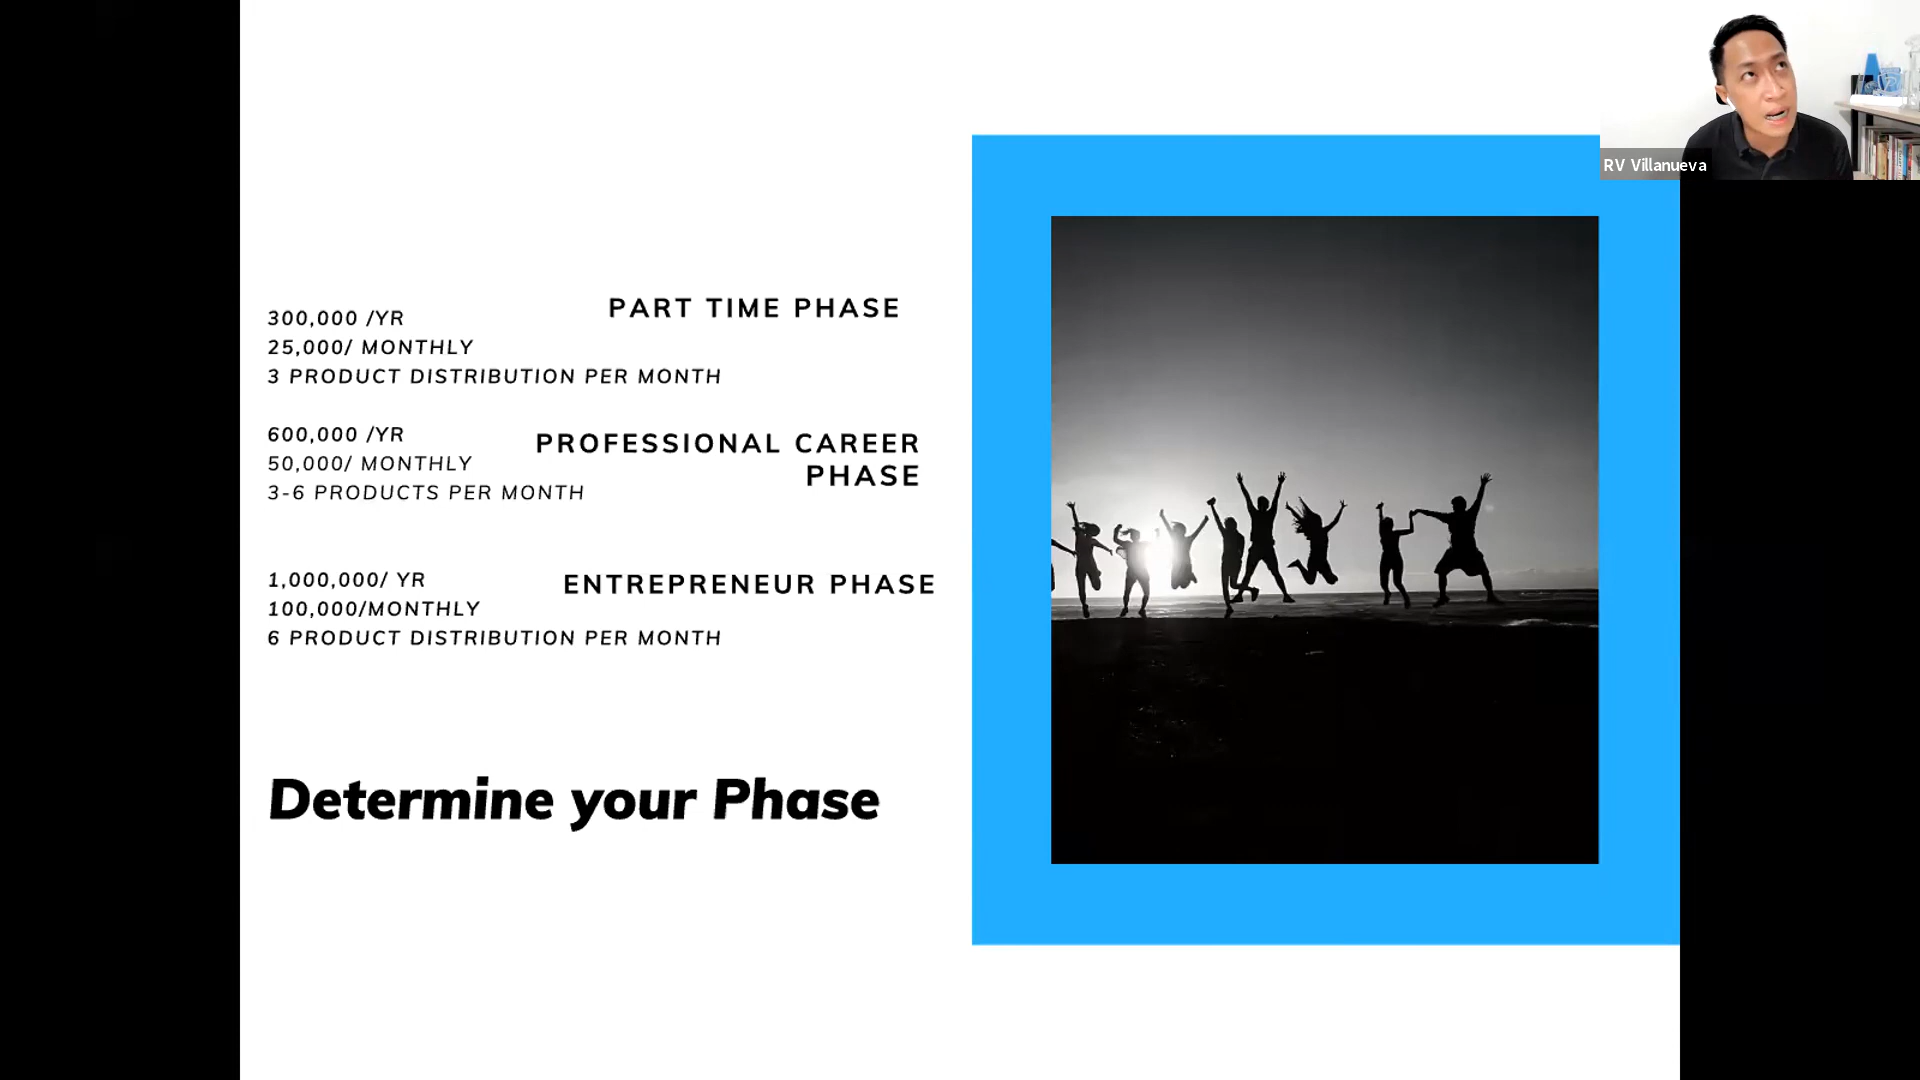 RV Villanueva
PART TIME PHASE
300,000 /YR
25,000/ MONTHLY
3 PRODUCT DISTRIBUTION PER MONTH
PROFESSIONAL CAREER
PHASE
600,000 /YR
50,000/ MONTHLY
3-6 PRODUCTS PER MONTH
ENTREPRENEUR PHASE
1,000,000/ YR
100,000/MONTHLY
6 PRODUCT DISTRIBUTION PER MONTH
Determine your Phase